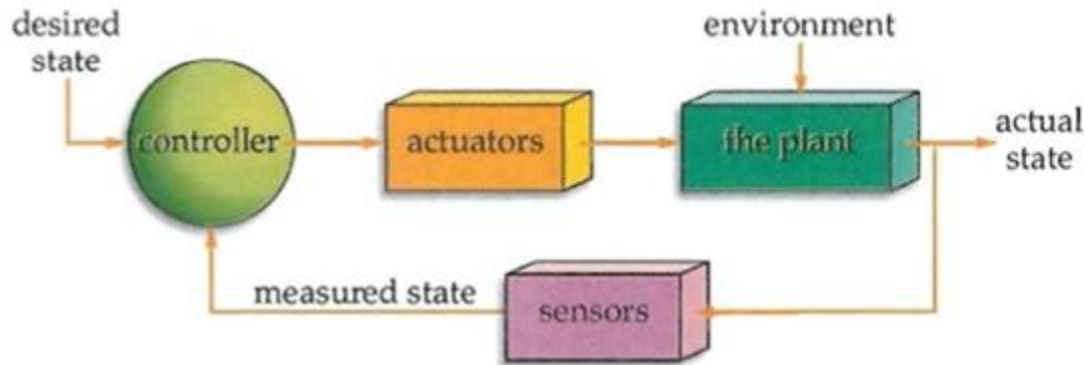 desired
state
environment
controller
actuators
the plant
actual
state
measured state
sensors